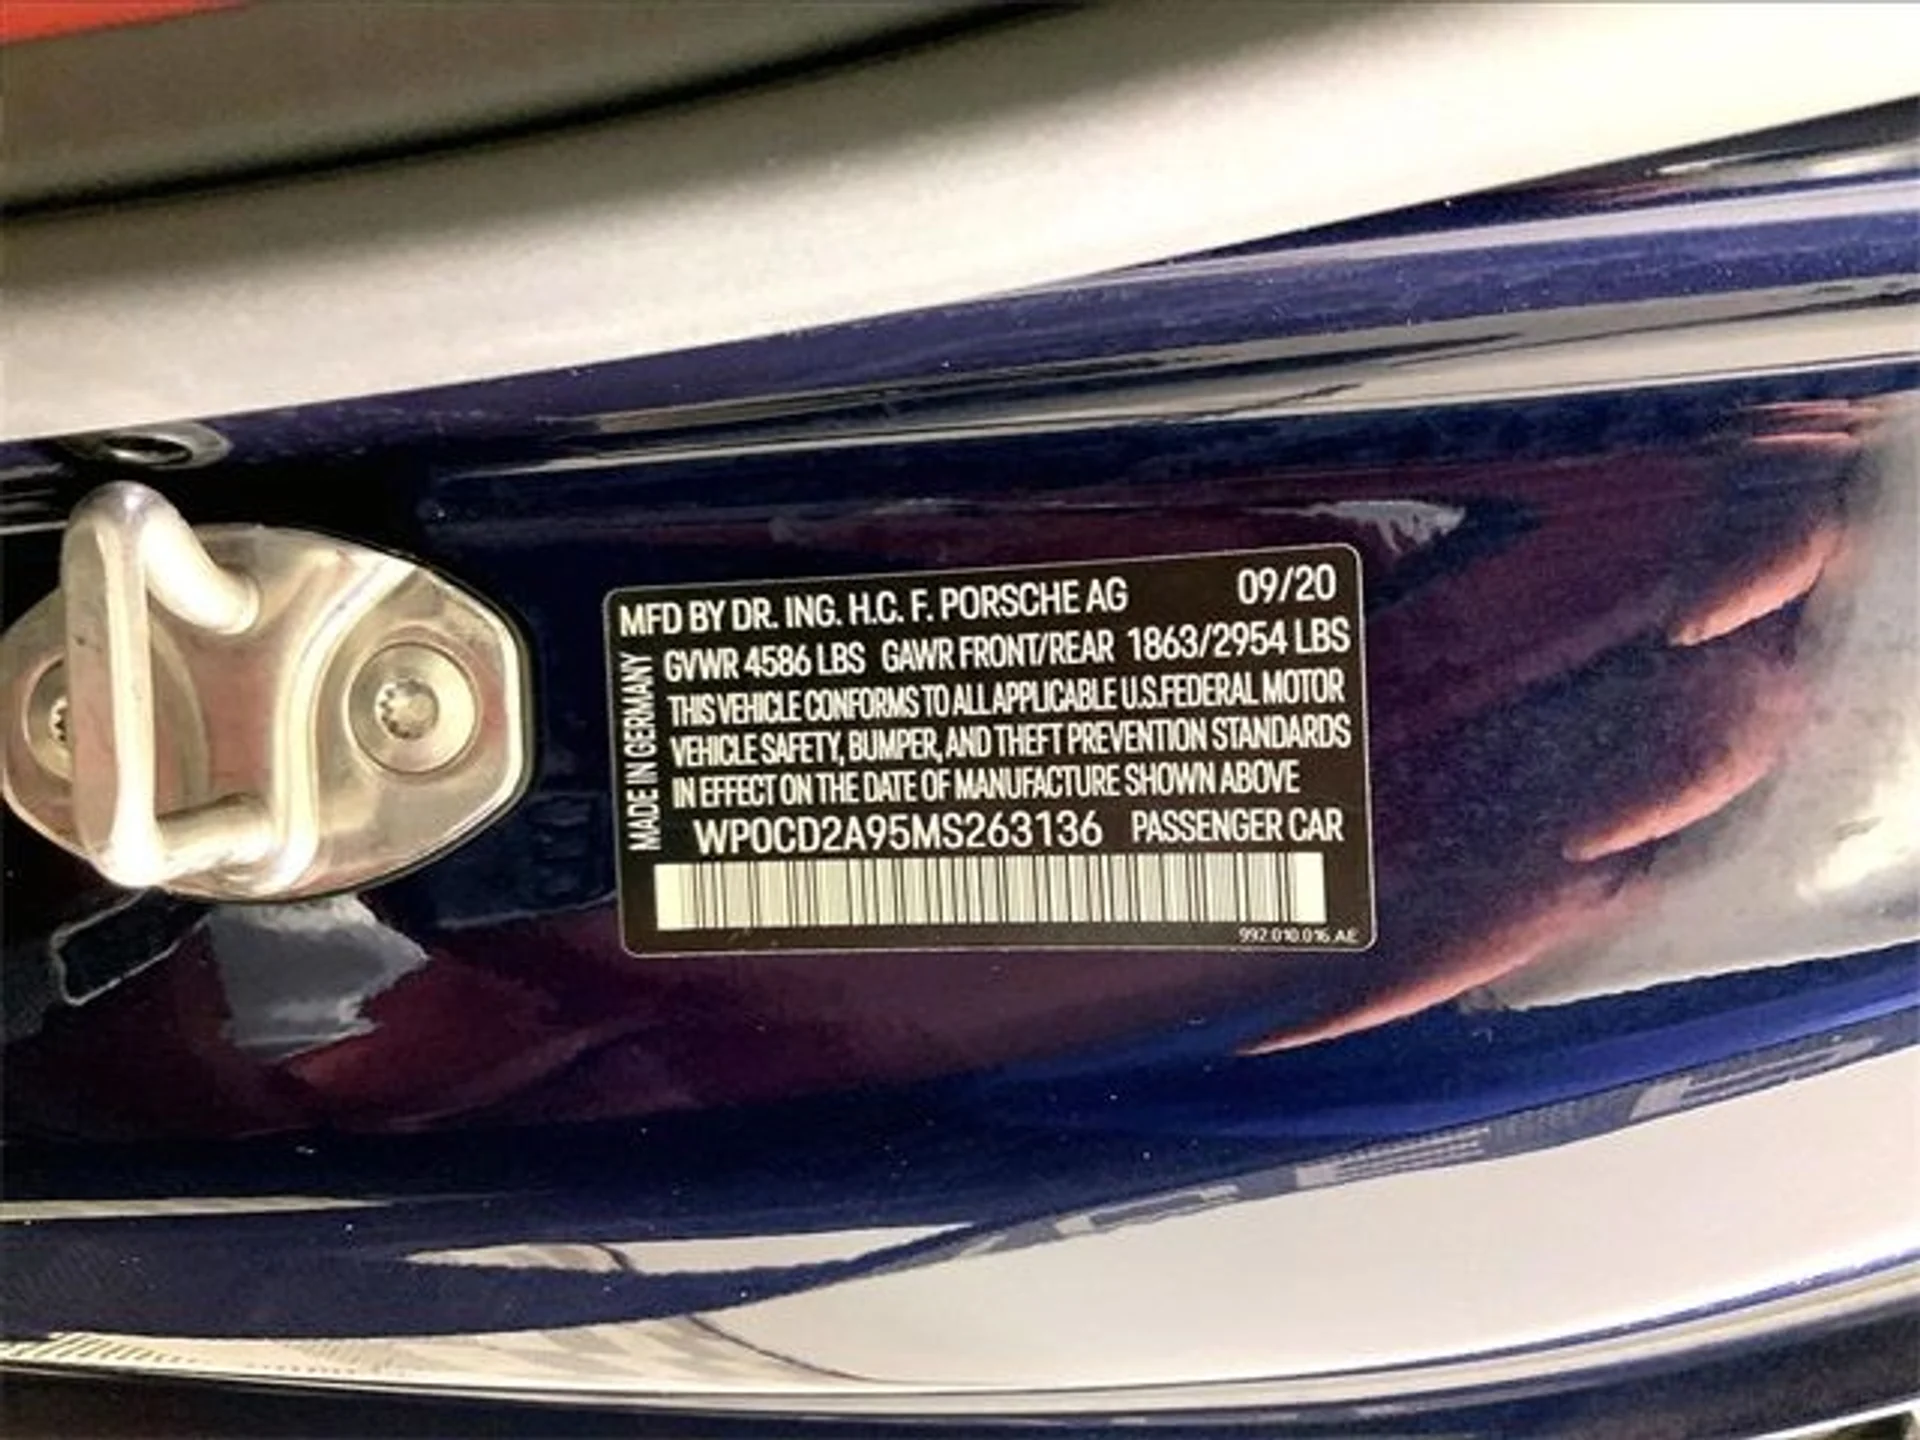 MFD BY DR. ING. H.C. F. PORSCHE AG 09/20
GVWR 4586 LBS GAWR FRONT/REAR 1863/2954 LBS
THIS VEHICLE CONFORMS TO ALL APPLICABLE U.S.FEDERAL MOTOR
VEHICLE SAFETY, BUMPER, AND THEFT PREVENTION STANDARDS
IN EFFECT ON THE DATE OF MANUFACTURE SHOWN ABOVE
WP0CD2A95MS263136 PASSENGER CAR
MADE IN GERMANY
992.010.016.AE